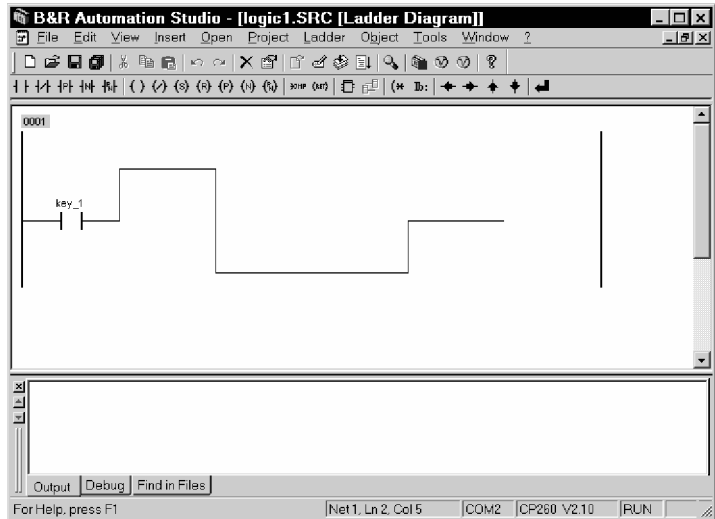 B&R Automation Studio - [logic1.SRC [Ladder Diagram]]
File Edit View Insert Open Project Ladder Object Tools Window ?
0001
key_1
Output Debug Find in Files
For Help, press F1 Net 1, Ln 2, Col 5 COM2 CP260 V2.10 RUN